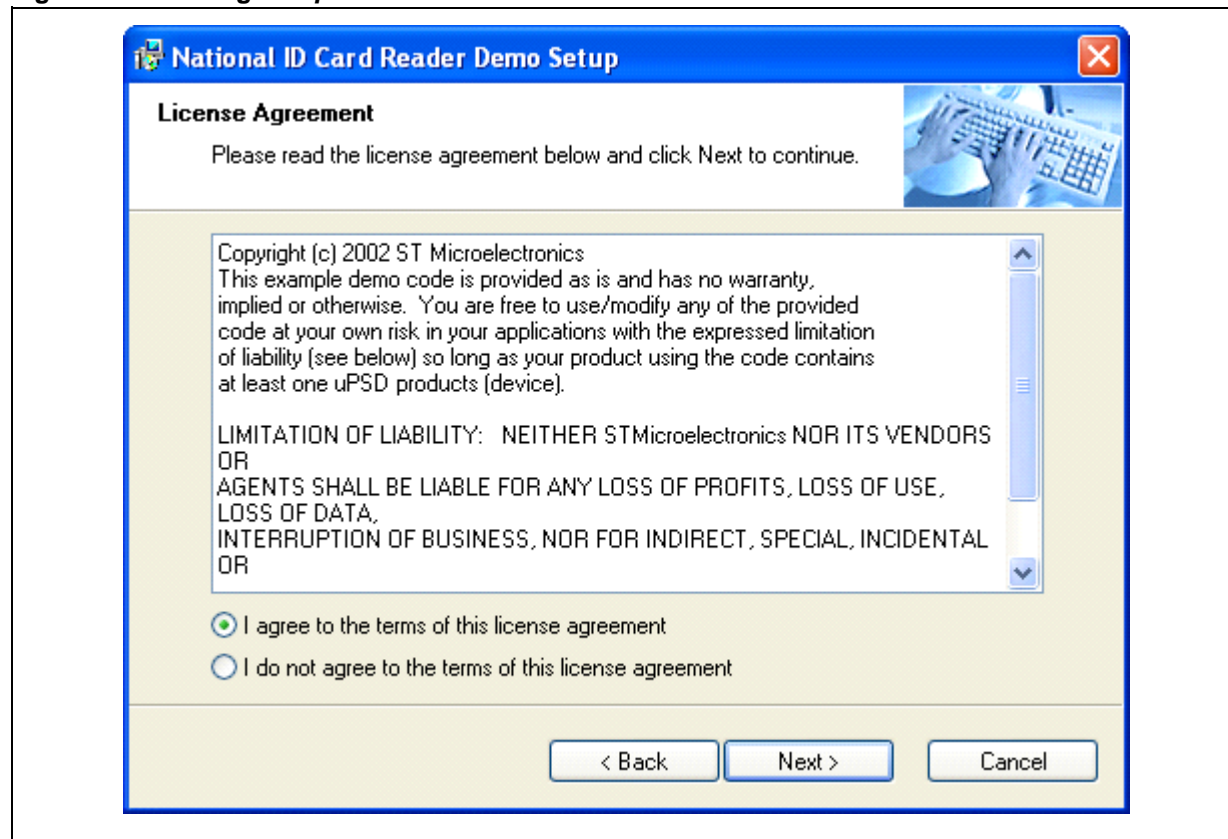 National ID Card Reader Demo Setup
License Agreement
Please read the license agreement below and click Next to continue.
Copyright (c) 2002 ST Microelectronics
This example demo code is provided as is and has no warranty,
implied or otherwise.  You are free to use/modify any of the provided
code at your own risk in your applications with the expressed limitation
of liability (see below) so long as your product using the code contains
at least one uPSD products (device).
LIMITATION OF LIABILITY:   NEITHER STMicroelectronics NOR ITS VENDORS
OR
AGENTS SHALL BE LIABLE FOR ANY LOSS OF PROFITS, LOSS OF USE,
LOSS OF DATA,
INTERRUPTION OF BUSINESS, NOR FOR INDIRECT, SPECIAL, INCIDENTAL
OR
I agree to the terms of this license agreement
I do not agree to the terms of this license agreement
< Back
Next >
Cancel